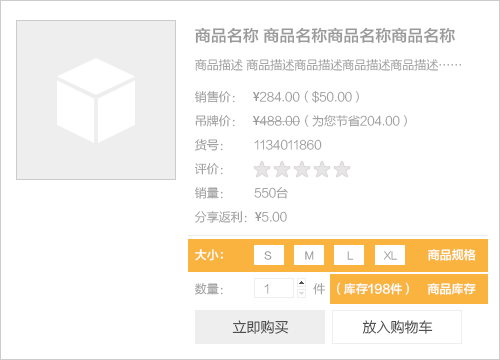 商品名称 商品名称商品名称商品名称
商品描述 商品描述商品描述商品描述商品描述……
销售价： ¥284.00 ( $50.00 )
吊牌价： ¥488.00 ( 为您节省204.00 )
货号： 1134011860
评价：
销量： 550台
分享返利： ¥5.00
大小： S M L XL 商品规格
数量： 1 件 ( 库存198件 ) 商品库存
立即购买 放入购物车